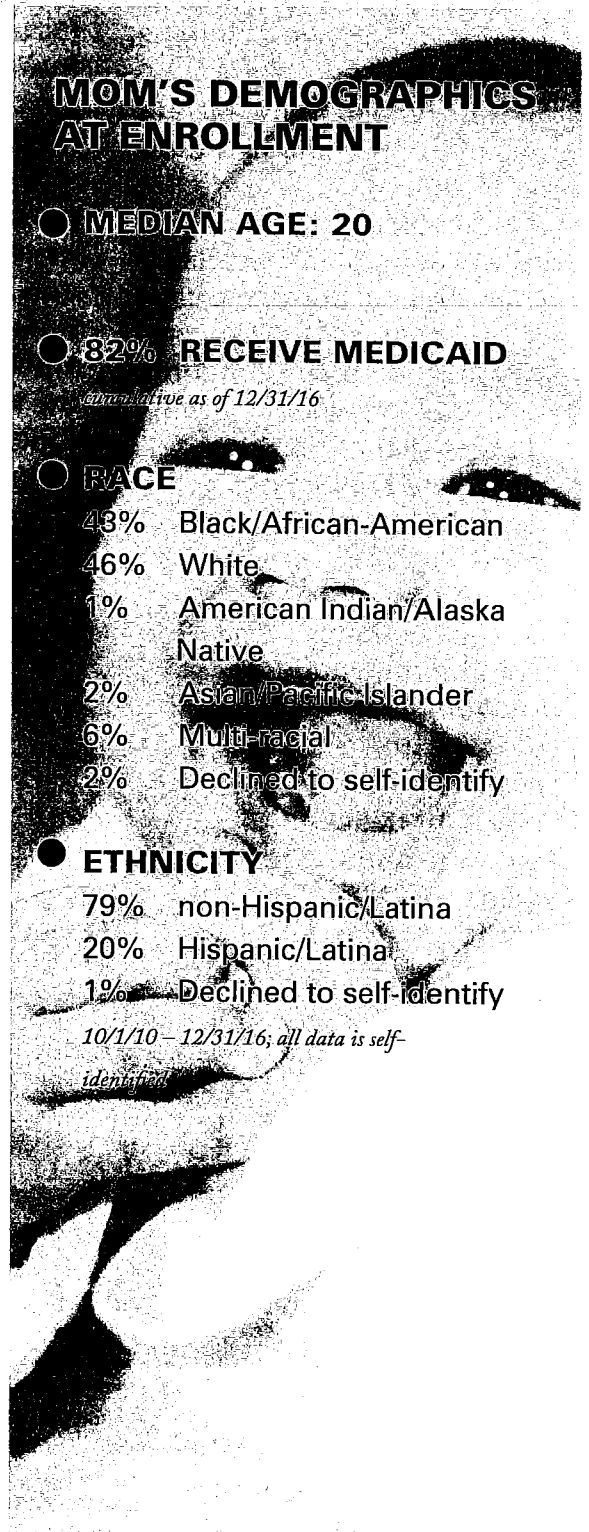 MOM'S DEMOGRAPHICS
AT ENROLLMENT
MEDIAN AGE: 20
82% RECEIVE MEDICAID
cumulative as of 12/31/16
RACE
43% Black/African-American
46% White
1% American Indian/Alaska
Native
2% Asian/Pacific Islander
6% Multi-racial
2% Declined to self-identify
ETHNICITY
79% non-Hispanic/Latina
20% Hispanic/Latina
1% Declined to self-identify
10/1/10 – 12/31/16; all data is self-
identified